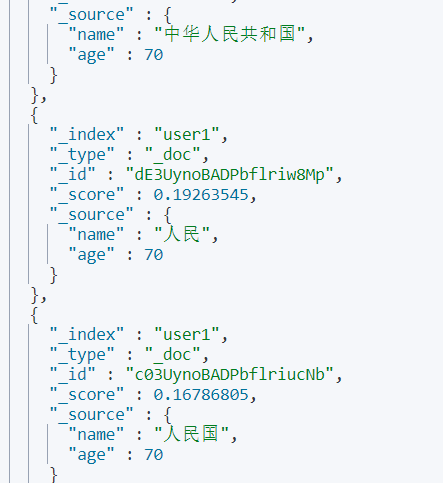 "_source" : {
"name" : "中华人民共和国",
"age" : 70
}
},
{
"_index" : "user1",
"_type" : "_doc",
"_id" : "dE3UynoBADPbflriw8Mp",
"_score" : 0.19263545,
"_source" : {
"name" : "人民",
"age" : 70
}
},
{
"_index" : "user1",
"_type" : "_doc",
"_id" : "c03UynoBADPbflriucNb",
"_score" : 0.16786805,
"_source" : {
"name" : "人民国",
"age" : 70
}